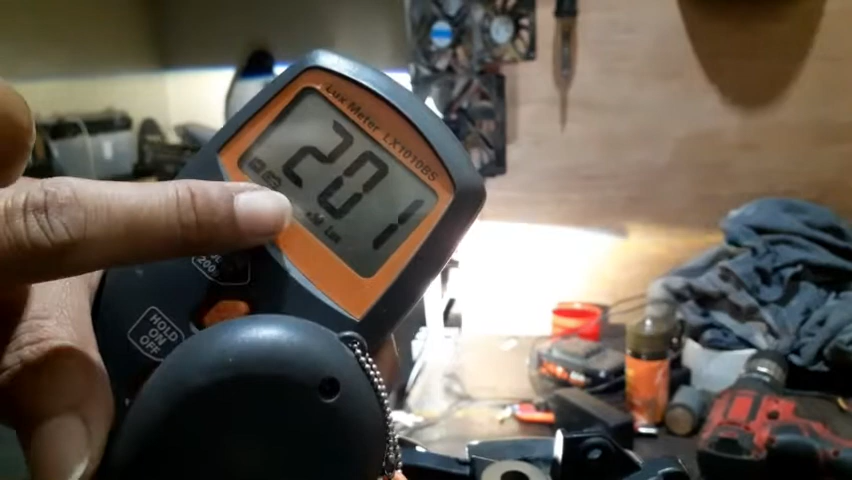 Lux Meter LX1010BS
201
Lux
200
HOLD
ON
OFF